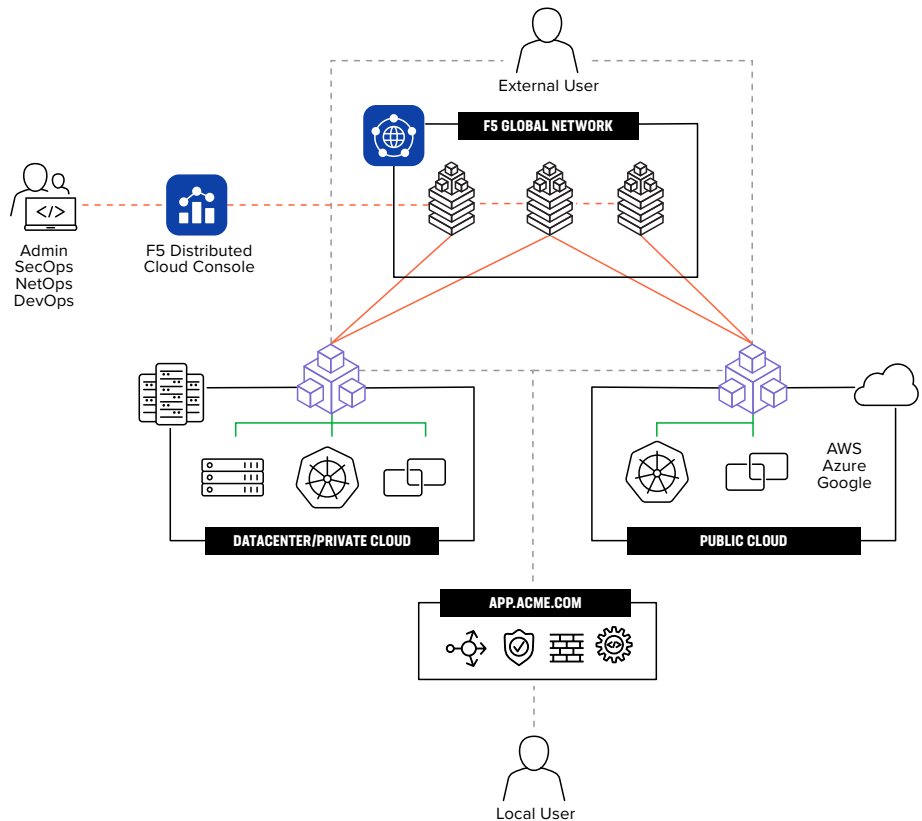 External User
F5 GLOBAL NETWORK
</>
Admin
SecOps
NetOps
DevOps
F5 Distributed
Cloud Console
AWS
Azure
Google
DATACENTER/PRIVATE CLOUD
PUBLIC CLOUD
APP.ACME.COM
</>
Local User